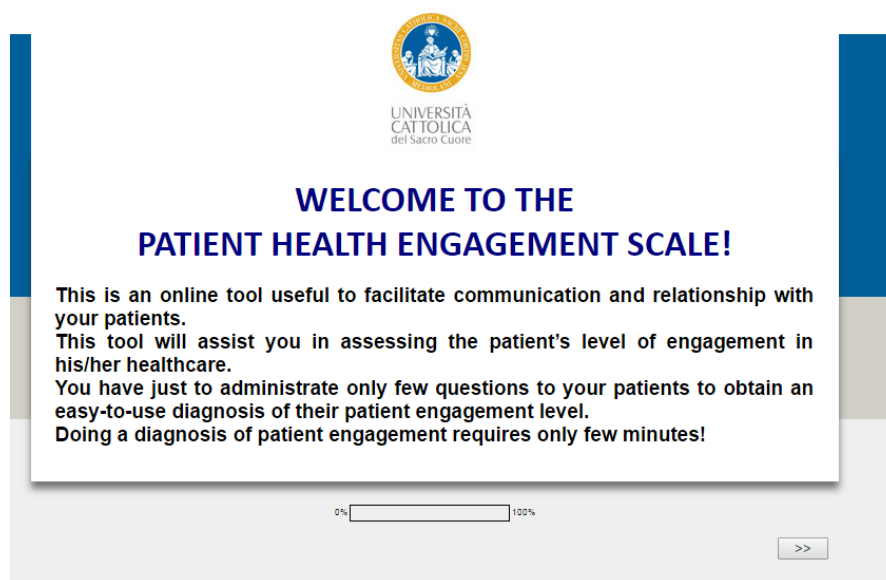 UNIVERSITÀ
CATTOLICA
del Sacro Cuore
WELCOME TO THE
PATIENT HEALTH ENGAGEMENT SCALE!
This is an online tool useful to facilitate communication and relationship with
your patients.
This tool will assist you in assessing the patient's level of engagement in
his/her healthcare.
You have just to administrate only few questions to your patients to obtain an
easy-to-use diagnosis of their patient engagement level.
Doing a diagnosis of patient engagement requires only few minutes!
0% 100%
>>